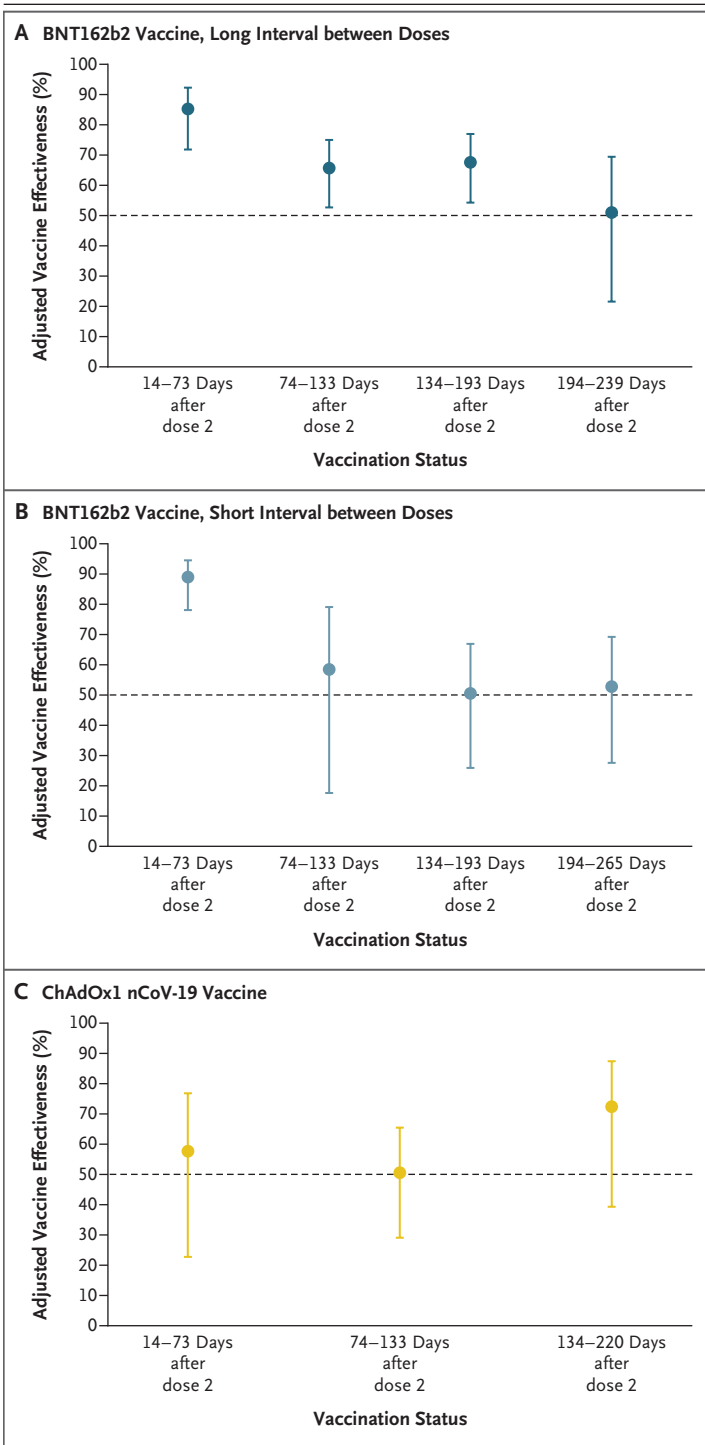 A BNT162b2 Vaccine, Long Interval between Doses
Adjusted Vaccine Effectiveness (%)
100
90
80
70
60
50
40
30
20
10
0
14–73 Days
after
dose 2
74–133 Days
after
dose 2
134–193 Days
after
dose 2
194–239 Days
after
dose 2
Vaccination Status
B BNT162b2 Vaccine, Short Interval between Doses
Adjusted Vaccine Effectiveness (%)
100
90
80
70
60
50
40
30
20
10
0
14–73 Days
after
dose 2
74–133 Days
after
dose 2
134–193 Days
after
dose 2
194–265 Days
after
dose 2
Vaccination Status
C ChAdOx1 nCoV-19 Vaccine
Adjusted Vaccine Effectiveness (%)
100
90
80
70
60
50
40
30
20
10
0
14–73 Days
after
dose 2
74–133 Days
after
dose 2
134–220 Days
after
dose 2
Vaccination Status